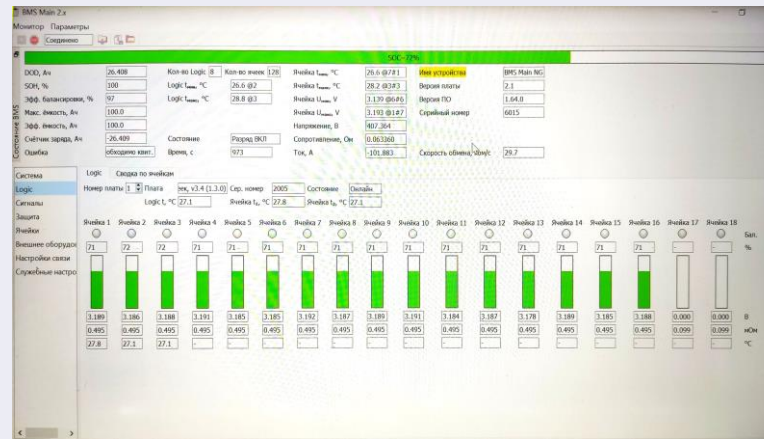 BMS Main 2.x
Монитор Параметры
Соединено
SOC=72%
DOD, Ач 26.408 Кол-во Logic 8 Кол-во ячеек 128 Ячейка tмин, °C 26.6 @7#1 Имя устройства BMS Main NG
SOH, % 100 Logic tмин, °C 26.6 @2 Ячейка tмакс, °C 28.2 @3#3 Версия платы 2.1
Эфф. балансировки, % 97 Logic tмакс, °C 28.8 @3 Ячейка Uмин, V 3.139 @6#6 Версия ПО 1.64.0
Макс. ёмкость, Ач 100.0 Ячейка Uмакс, V 3.193 @1#7 Серийный номер 6015
Эфф. ёмкость, Ач 100.0 Напряжение, В 407.364
Счётчик заряда, Ач -26.409 Состояние Разряд ВКЛ Сопротивление, Ом 0.063360
Ошибка обходимо квит. Время, с 973 Ток, А -101.883 Скорость обмена, 29.7
Состояние BMS
Система
Logic
Сигналы
Защита
Ячейки
Внешнее оборудо
Настройки связи
Служебные настро
Logic Сводка по ячейкам
Номер платы 1 Плата v3.4 (1.3.0) Сер. номер 2005 Состояние Онлайн
Logic t, °C 27.1 Ячейка 27.8 Ячейка 27.1
Ячейка 1 Ячейка 2 Ячейка 3 Ячейка 4 Ячейка 5 Ячейка 6 Ячейка 7 Ячейка 8 Ячейка 9 Ячейка 10 Ячейка 11 Ячейка 12 Ячейка 13 Ячейка 14 Ячейка 15 Ячейка 16 Ячейка 17 Ячейка 18
Бал.
71 72 72 71 71 71 71 71 71 71 71 71 71 71 71 71 - - %
3.189 3.186 3.188 3.191 3.185 3.185 3.192 3.187 3.189 3.191 3.184 3.187 3.178 3.189 3.185 3.188 0.000 0.000 В
0.495 0.495 0.495 0.495 0.495 0.495 0.495 0.495 0.495 0.495 0.495 0.495 0.495 0.495 0.495 0.495 0.099 0.099 мОм
27.8 27.1 27.1 - - - - - - - - - - - - - - - °C